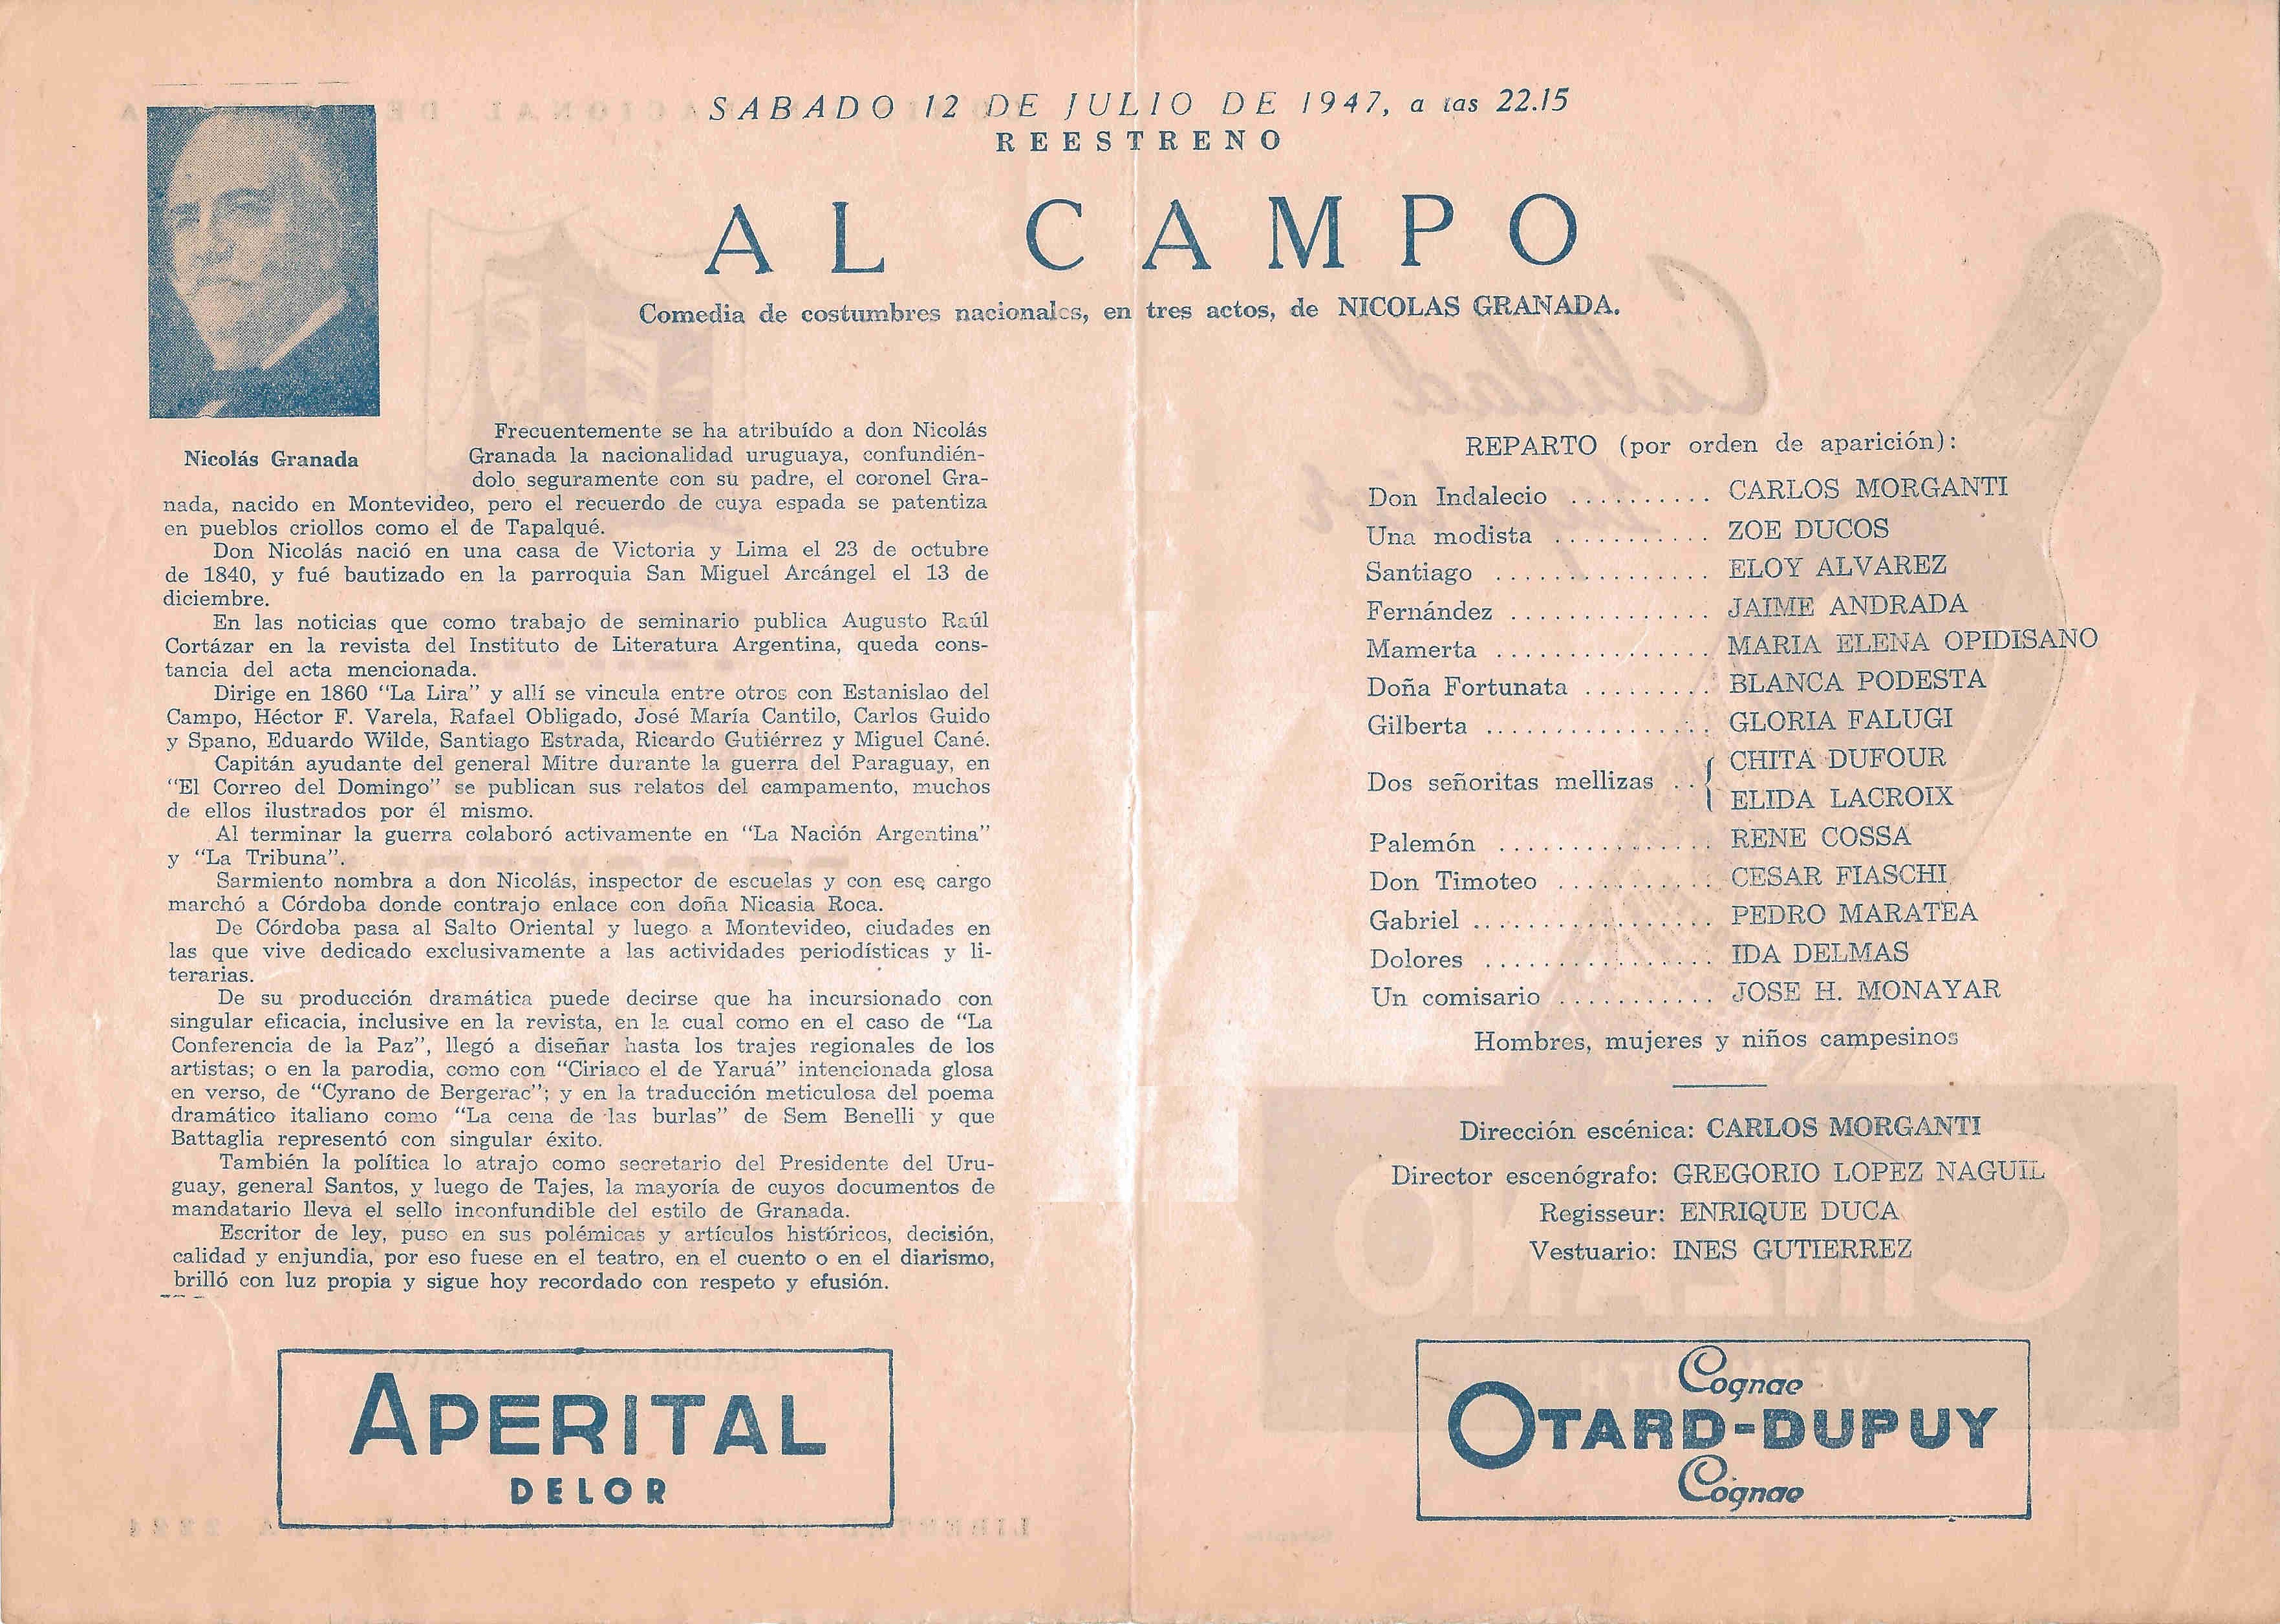 SABADO 12 DE JULIO DE 1947, a las 22.15
REESTRENO
AL CAMPO
Comedia de costumbres nacionales, en tres actos, de NICOLAS GRANADA.
Nicolás Granada
Frecuentemente se ha atribuído a don Nicolás
Granada la nacionalidad uruguaya, confundién-
dolo seguramente con su padre, el coronel Gra-
nada, nacido en Montevideo, pero el recuerdo de cuya espada se patentiza
en pueblos criollos como el de Tapalqué.
Don Nicolás nació en una casa de Victoria y Lima el 23 de octubre
de 1840, y fué bautizado en la parroquia San Miguel Arcángel el 13 de
diciembre.
En las noticias que como trabajo de seminario publica Augusto Raúl
Cortázar en la revista del Instituto de Literatura Argentina, queda cons-
tancia del acta mencionada.
Dirige en 1860 "La Lira" y allí se vincula entre otros con Estanislao del
Campo, Héctor F. Varela, Rafael Obligado, José María Cantilo, Carlos Guido
y Spano, Eduardo Wilde, Santiago Estrada, Ricardo Gutiérrez y Miguel Cané.
Capitán ayudante del general Mitre durante la guerra del Paraguay, en
"El Correo del Domingo" se publican sus relatos del campamento, muchos
de ellos ilustrados por él mismo.
Al terminar la guerra colaboró activamente en "La Nación Argentina"
y "La Tribuna".
Sarmiento nombra a don Nicolás, inspector de escuelas y con ese cargo
marchó a Córdoba donde contrajo enlace con doña Nicasia Roca.
De Córdoba pasa al Salto Oriental y luego a Montevideo, ciudades en
las que vive dedicado exclusivamente a las actividades periodísticas y li-
terarias.
De su producción dramática puede decirse que ha incursionado con
singular eficacia, inclusive en la revista, en la cual como en el caso de "La
Conferencia de la Paz", llegó a diseñar hasta los trajes regionales de los
artistas; o en la parodia, como con "Ciriaco el de Yaruá" intencionada glosa
en verso, de "Cyrano de Bergerac"; y en la traducción meticulosa del poema
dramático italiano como "La cena de las burlas" de Sem Benelli y que
Battaglia representó con singular éxito.
También la política lo atrajo como secretario del Presidente del Uru-
guay, general Santos, y luego de Tajes, la mayoría de cuyos documentos de
mandatario lleva el sello inconfundible del estilo de Granada.
Escritor de ley, puso en sus polémicas y artículos históricos, decisión,
calidad y enjundia, por eso fuese en el teatro, en el cuento o en el diarismo,
brilló con luz propia y sigue hoy recordado con respeto y efusión.
APERITAL
DELOR
REPARTO (por orden de aparición):
Don Indalecio .......... CARLOS MORGANTI
Una modista ........... ZOE DUCOS
Santiago ............... ELOY ALVAREZ
Fernández .............. JAIME ANDRADA
Mamerta ............... MARIA ELENA OPIDISANO
Doña Fortunata ......... BLANCA PODESTA
Gilberta ................ GLORIA FALUGI
Dos señoritas mellizas .. { CHITA DUFOUR
ELIDA LACROIX
Palemón ............... RENE COSSA
Don Timoteo ........... CESAR FIASCHI
Gabriel ................. PEDRO MARATEA
Dolores ................ IDA DELMAS
Un comisario ........... JOSE H. MONAYAR
Hombres, mujeres y niños campesinos
Dirección escénica: CARLOS MORGANTI
Director escenógrafo: GREGORIO LOPEZ NAGUIL
Regisseur: ENRIQUE DUCA
Vestuario: INES GUTIERREZ
Cognac
OTARD-DUPUY
Cognac